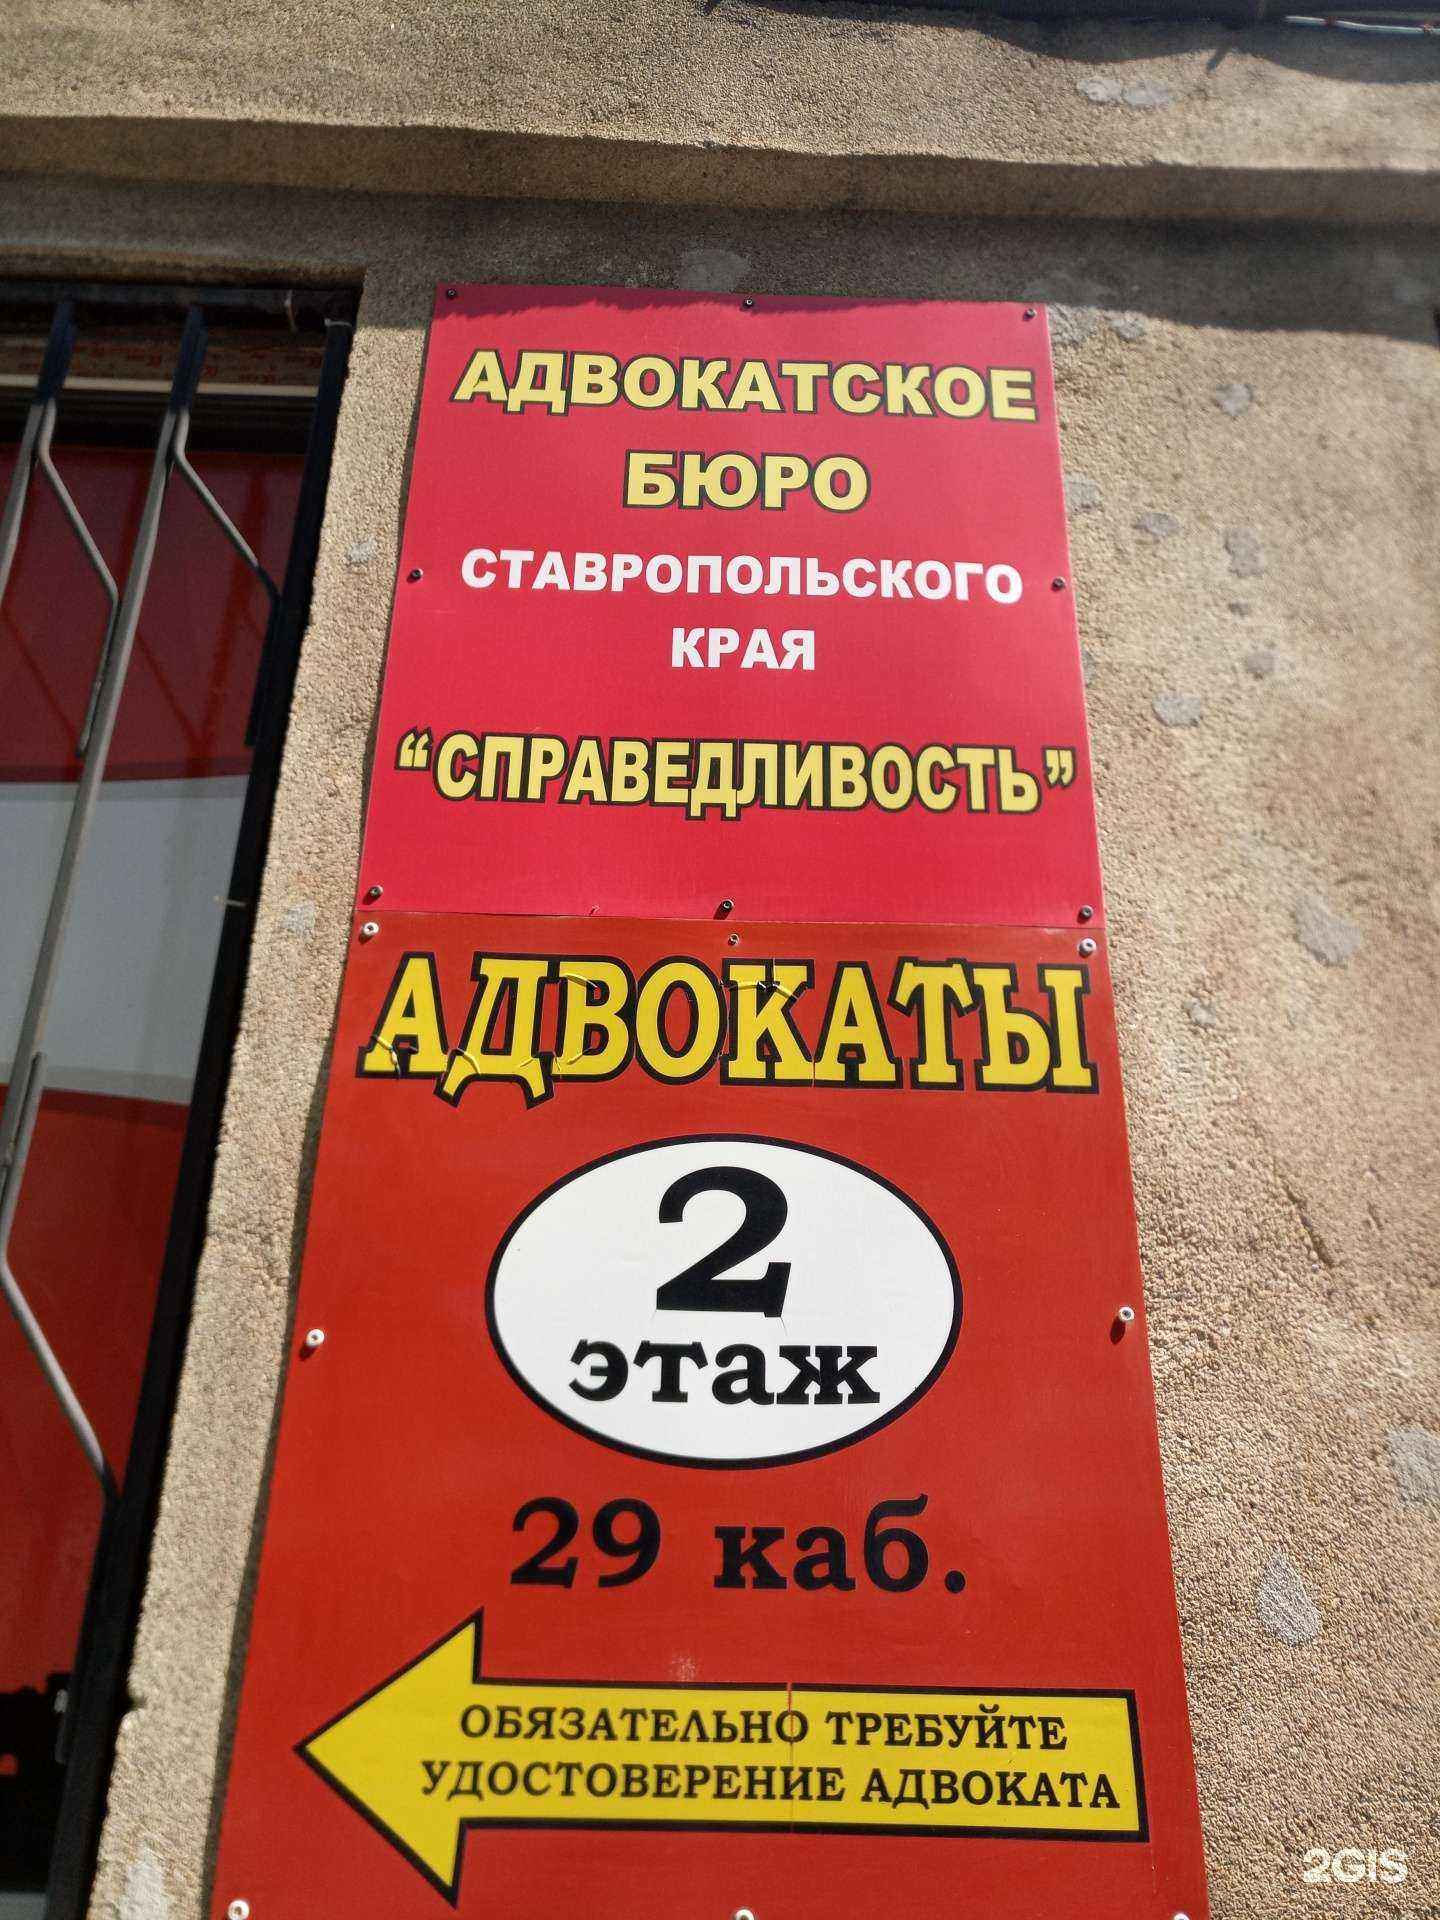 АДВОКАТСКОЕ
БЮРО
СТАВРОПОЛЬСКОГО
КРАЯ
“СПРАВЕДЛИВОСТЬ”
АДВОКАТЫ
2
этаж
29 каб.
ОБЯЗАТЕЛЬНО ТРЕБУЙТЕ
УДОСТОВЕРЕНИЕ АДВОКАТА
2GIS